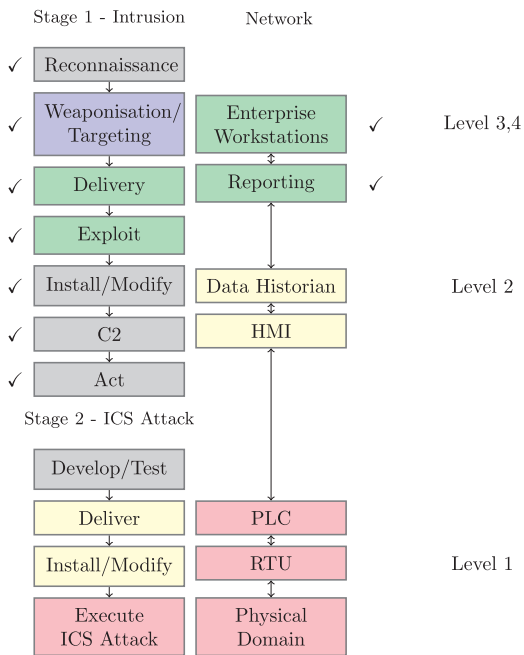 Stage 1 - Intrusion
Network
✓ Reconnaissance
✓ Weaponisation/
Targeting
Enterprise
Workstations ✓
Level 3,4
✓ Delivery
Reporting ✓
✓ Exploit
✓ Install/Modify
Data Historian
Level 2
✓ C2
HMI
✓ Act
Stage 2 - ICS Attack
Develop/Test
Deliver
PLC
Install/Modify
RTU
Level 1
Execute
ICS Attack
Physical
Domain